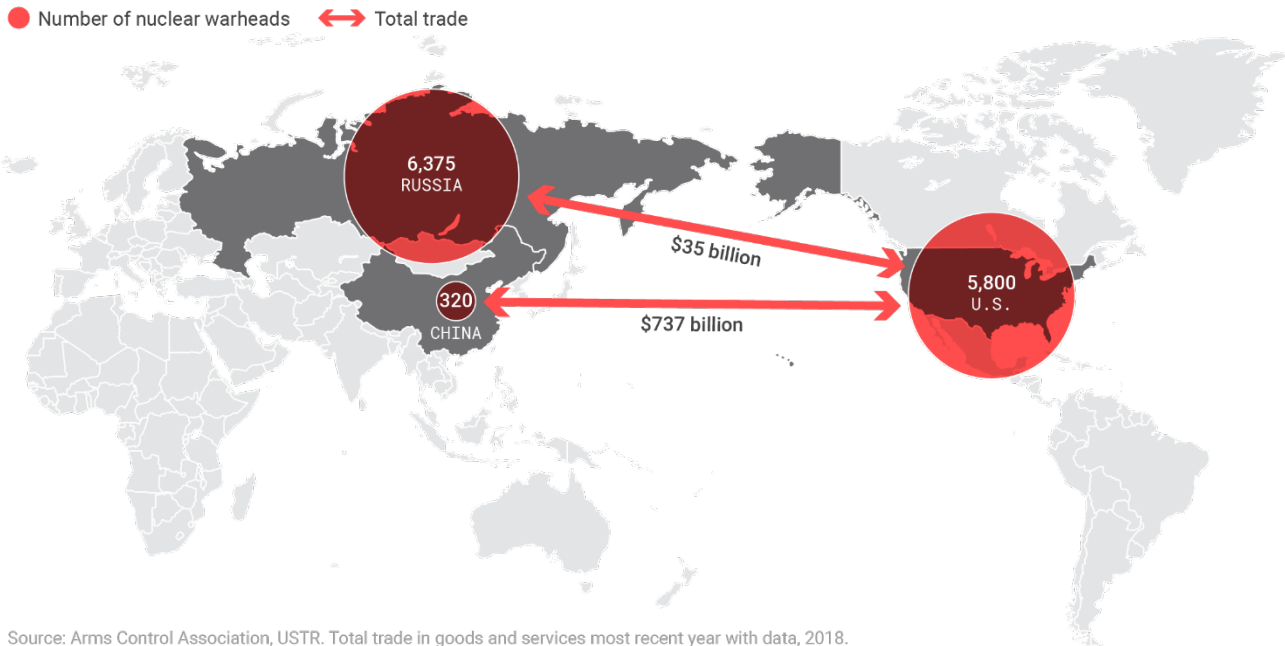 Number of nuclear warheads
Total trade
6,375
RUSSIA
$35 billion
5,800
U.S.
320
CHINA
$737 billion
Source: Arms Control Association, USTR. Total trade in goods and services most recent year with data, 2018.